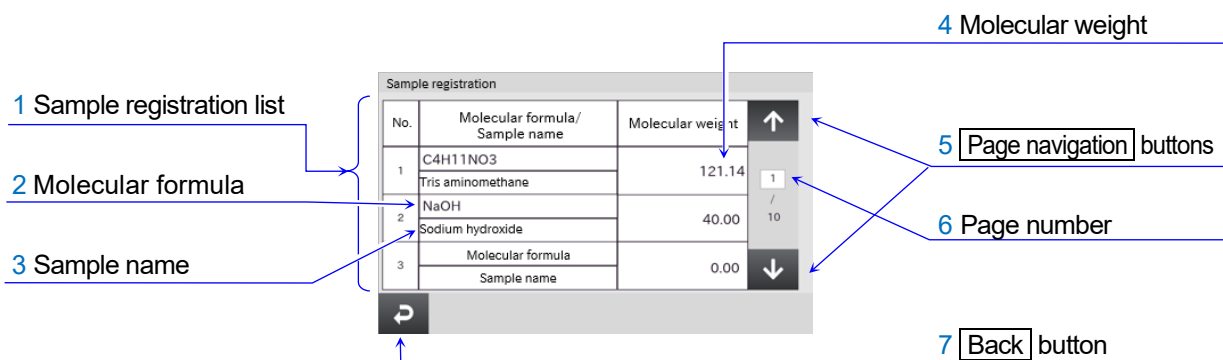 4 Molecular weight
Sample registration
1 Sample registration list
No.
Molecular formula/
Sample name
Molecular weight
5 Page navigation buttons
1
C4H11NO3
Tris aminomethane
121.14
1
/
10
2 Molecular formula
2
NaOH
Sodium hydroxide
40.00
6 Page number
3 Sample name
3
Molecular formula
Sample name
0.00
7 Back button